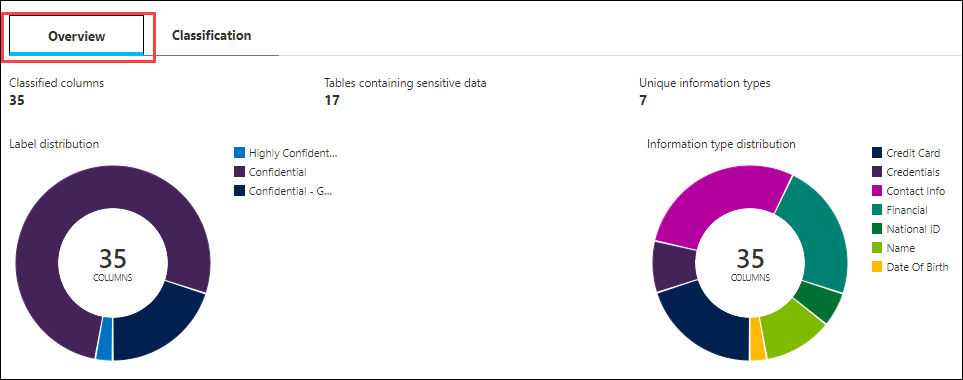 Overview
Classification
Classified columns
35
Tables containing sensitive data
17
Unique information types
7
Label distribution
Highly Confident...
Confidential
Confidential - G...
35
COLUMNS
Information type distribution
Credit Card
Credentials
Contact Info
Financial
National ID
Name
Date Of Birth
35
COLUMNS